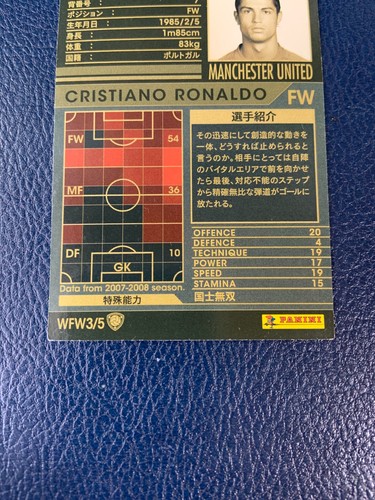 背番号 : 7
ポジション : FW
生年月日 : 1985/2/5
身長 : 1m85cm
体重 : 83kg
国籍 : ポルトガル
MANCHESTER UNITED
CRISTIANO RONALDO FW
FW 54
MF 36
DF 10
GK
Data from 2007-2008 season.
選手紹介
その迅速にして創造的な動きを
一体、どうすれば止められると
言うのか。相手にとっては自陣
のバイタルエリアで前を向かせ
たら最後、対応不能のステップ
から精確無比な弾道がゴールに
放たれる。
OFFENCE 20
DEFENCE 4
TECHNIQUE 19
POWER 17
SPEED 19
STAMINA 15
特殊能力 国士無双
WFW3/5
PANINI